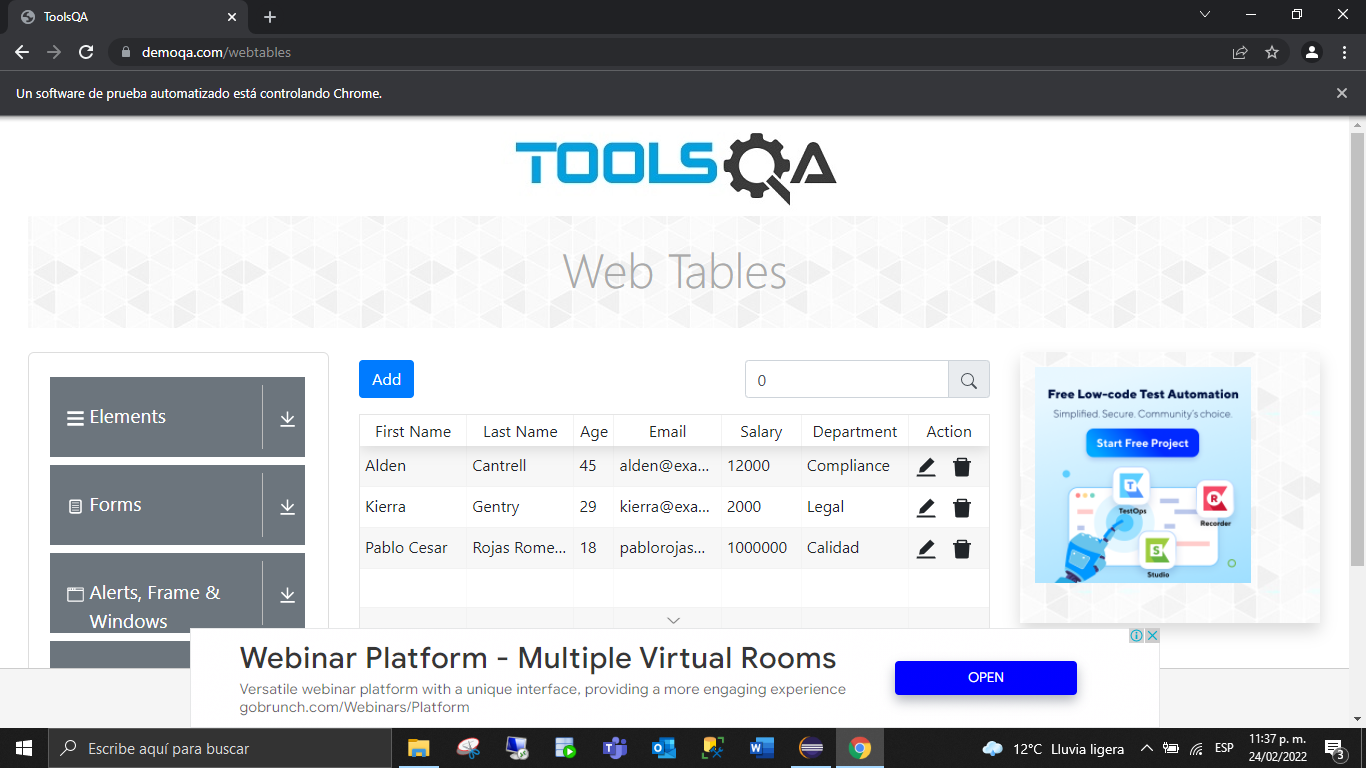 ToolsQA
demoqa.com/webtables
Un software de prueba automatizado está controlando Chrome.
TOOLSQA
Web Tables
Elements
Forms
Alerts, Frame &
Windows
Add
0
First Name Last Name Age Email Salary Department Action
Alden Cantrell 45 alden@exa... 12000 Compliance
Kierra Gentry 29 kierra@exa... 2000 Legal
Pablo Cesar Rojas Rome... 18 pablorojas... 1000000 Calidad
Free Low-code Test Automation
Simplified. Secure. Community's choice.
Start Free Project
TestOps
Recorder
Studio
Webinar Platform - Multiple Virtual Rooms
Versatile webinar platform with a unique interface, providing a more engaging experience
gobrunch.com/Webinars/Platform
OPEN
Escribe aquí para buscar
12°C Lluvia ligera
ESP
11:37 p. m.
24/02/2022
3